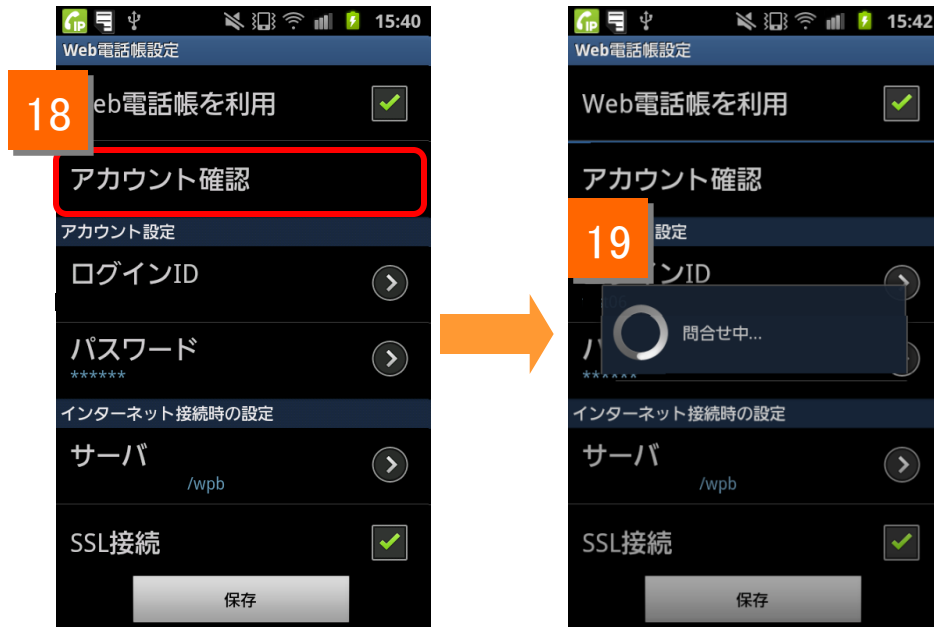 15:40
Web電話帳設定
18
eb電話帳を利用
アカウント確認
アカウント設定
ログインID
パスワード
******
インターネット接続時の設定
サーバ
/wpb
SSL接続
保存
15:42
Web電話帳設定
Web電話帳を利用
アカウント確認
19
設定
ンID
問合せ中...
パ
******
インターネット接続時の設定
サーバ
/wpb
SSL接続
保存